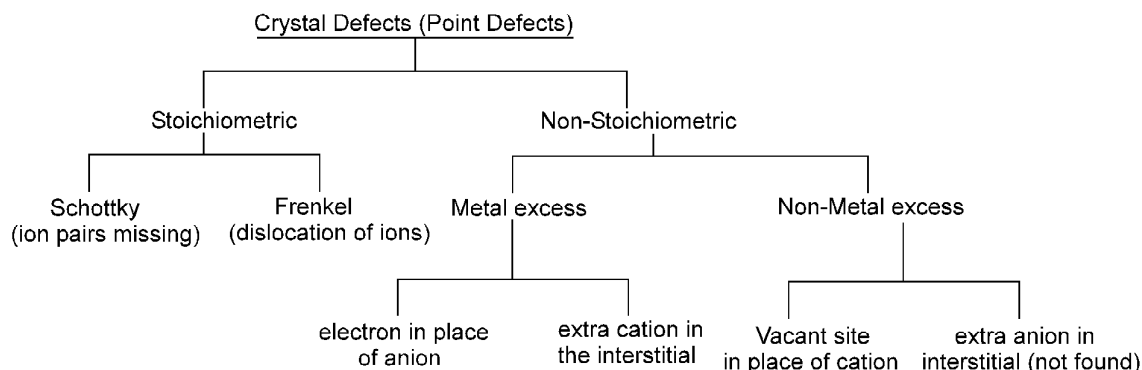 Crystal Defects (Point Defects)
Stoichiometric
Non-Stoichiometric
Schottky
(ion pairs missing)
Frenkel
(dislocation of ions)
Metal excess
Non-Metal excess
electron in place
of anion
extra cation in
the interstitial
Vacant site
in place of cation
extra anion in
interstitial (not found)